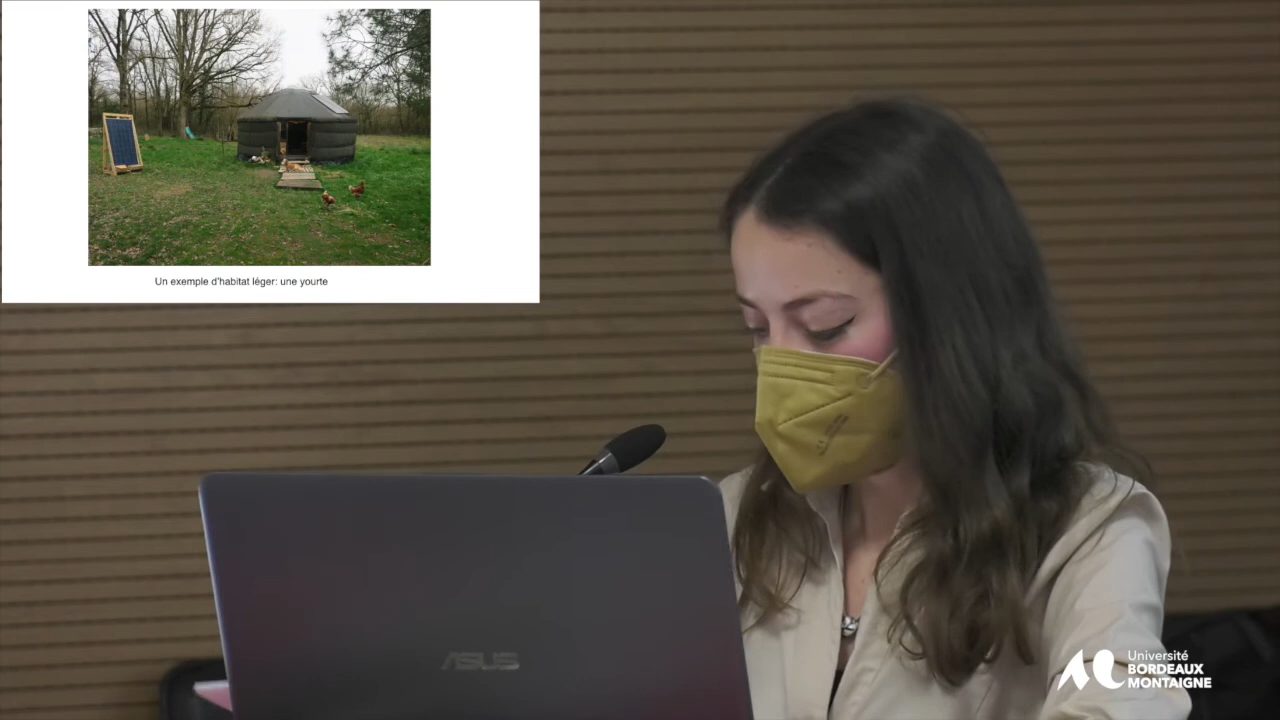 Un exemple d'habitat léger: une yourte
ASUS
Université
BORDEAUX
MONTAIGNE